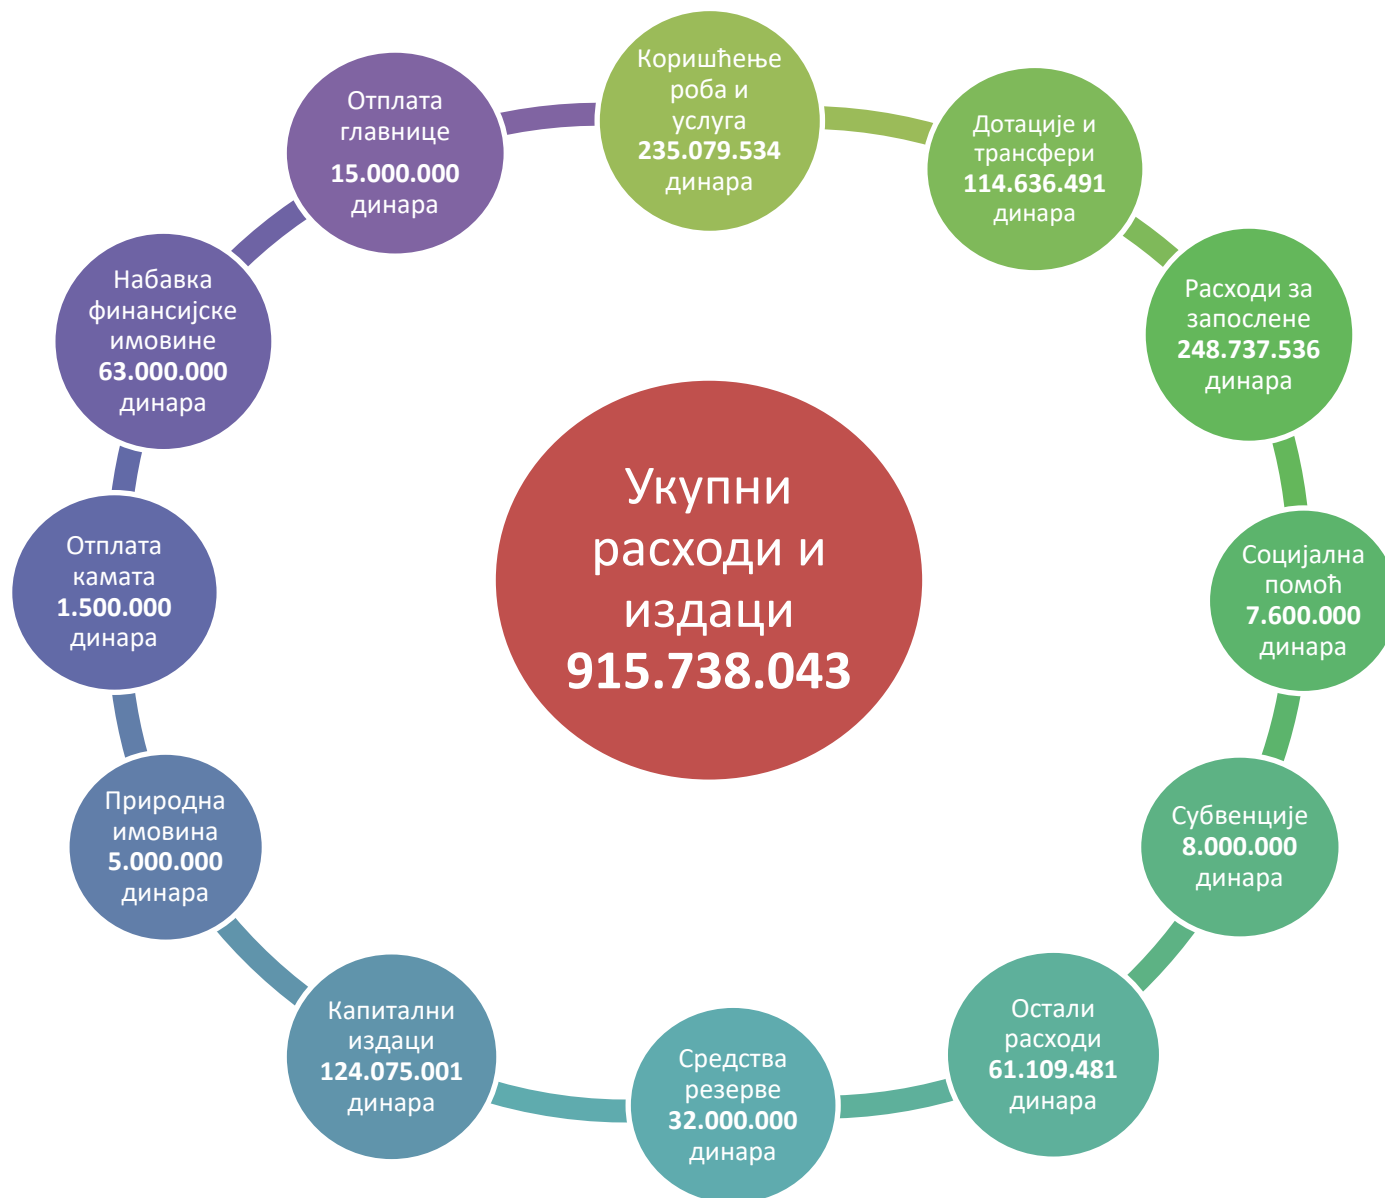 Коришћење
роба и
услуга
235.079.534
динара
Дотације и
трансфери
114.636.491
динара
Расходи за
запослене
248.737.536
динара
Социјална
помоћ
7.600.000
динара
Субвенције
8.000.000
динара
Остали
расходи
61.109.481
динара
Средства
резерве
32.000.000
динара
Капитални
издаци
124.075.001
динара
Природна
имовина
5.000.000
динара
Отплата
камата
1.500.000
динара
Набавка
финансијске
имовине
63.000.000
динара
Отплата
главнице
15.000.000
динара
Укупни
расходи и
издаци
915.738.043